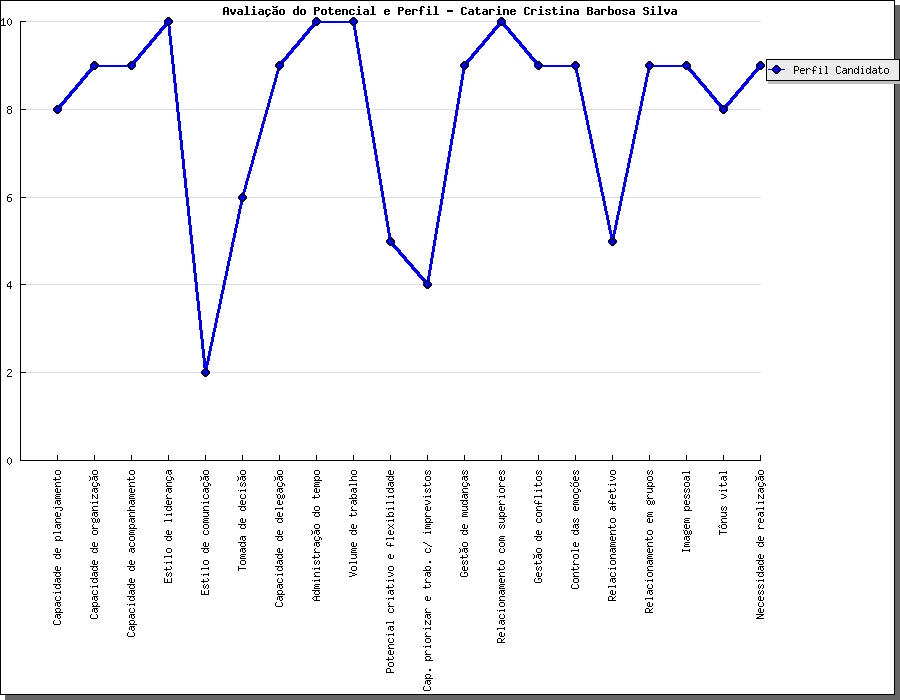 Avaliação do Potencial e Perfil - Catarine Cristina Barbosa Silva
10
8
6
4
2
0
Perfil Candidato
Capacidade de planejamento
Capacidade de organização
Capacidade de acompanhamento
Estilo de liderança
Estilo de comunicação
Tomada de decisão
Capacidade de delegação
Administração do tempo
Volume de trabalho
Potencial criativo e flexibilidade
Cap. priorizar e trab. c/ imprevistos
Gestão de mudanças
Relacionamento com superiores
Gestão de conflitos
Controle das emoções
Relacionamento afetivo
Relacionamento em grupos
Imagem pessoal
Tônus vital
Necessidade de realização